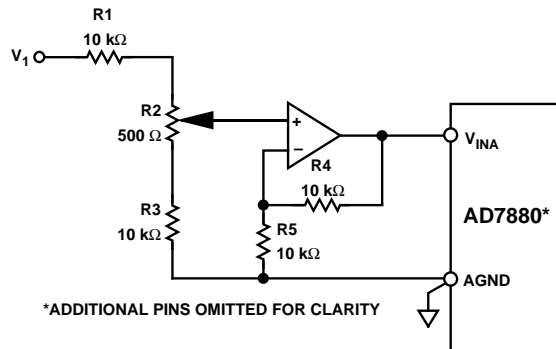 R1
10 kΩ
V1
R2
500 Ω
+
−
R4
10 kΩ
R3
10 kΩ
R5
10 kΩ
VINA
AD7880*
AGND
*ADDITIONAL PINS OMITTED FOR CLARITY